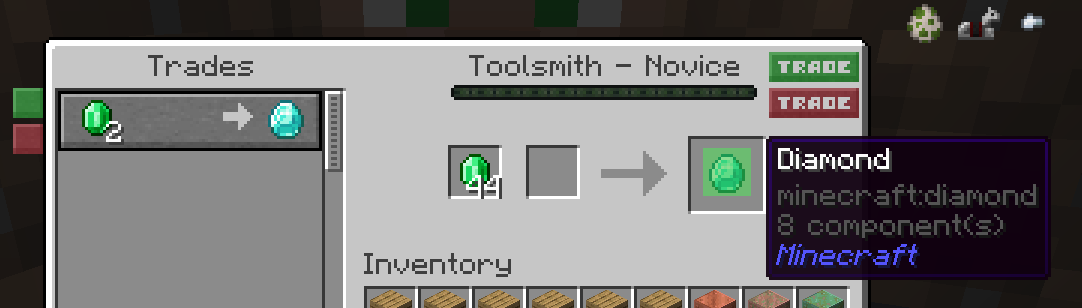 Trades
Toolsmith - Novice
TRADE
TRADE
2
44
Diamond
minecraft:diamond
8 component(s)
Minecraft
Inventory